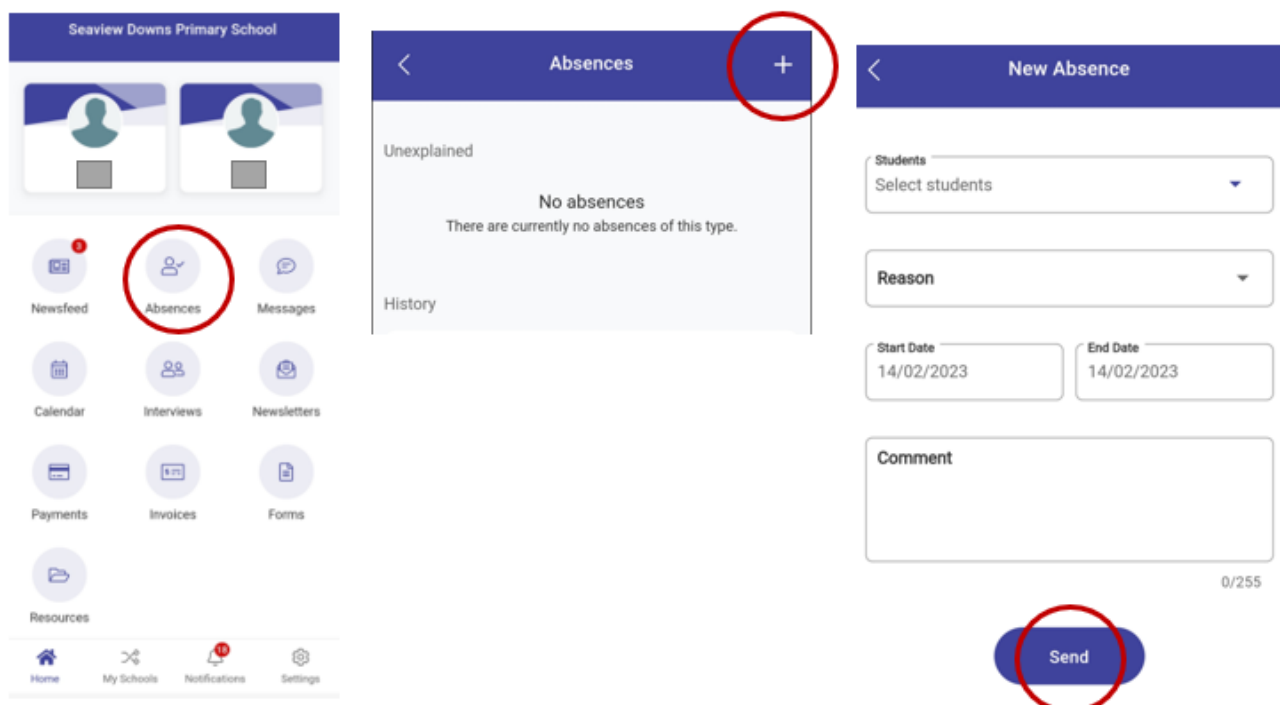 Seaview Downs Primary School
3
Newsfeed
Absences
Messages
Calendar
Interviews
Newsletters
Payments
Invoices
Forms
Resources
Home
My Schools
18
Notifications
Settings
Absences
+
Unexplained
No absences
There are currently no absences of this type.
History
New Absence
Students
Select students
Reason
Start Date
End Date
14/02/2023
14/02/2023
Comment
0/255
Send